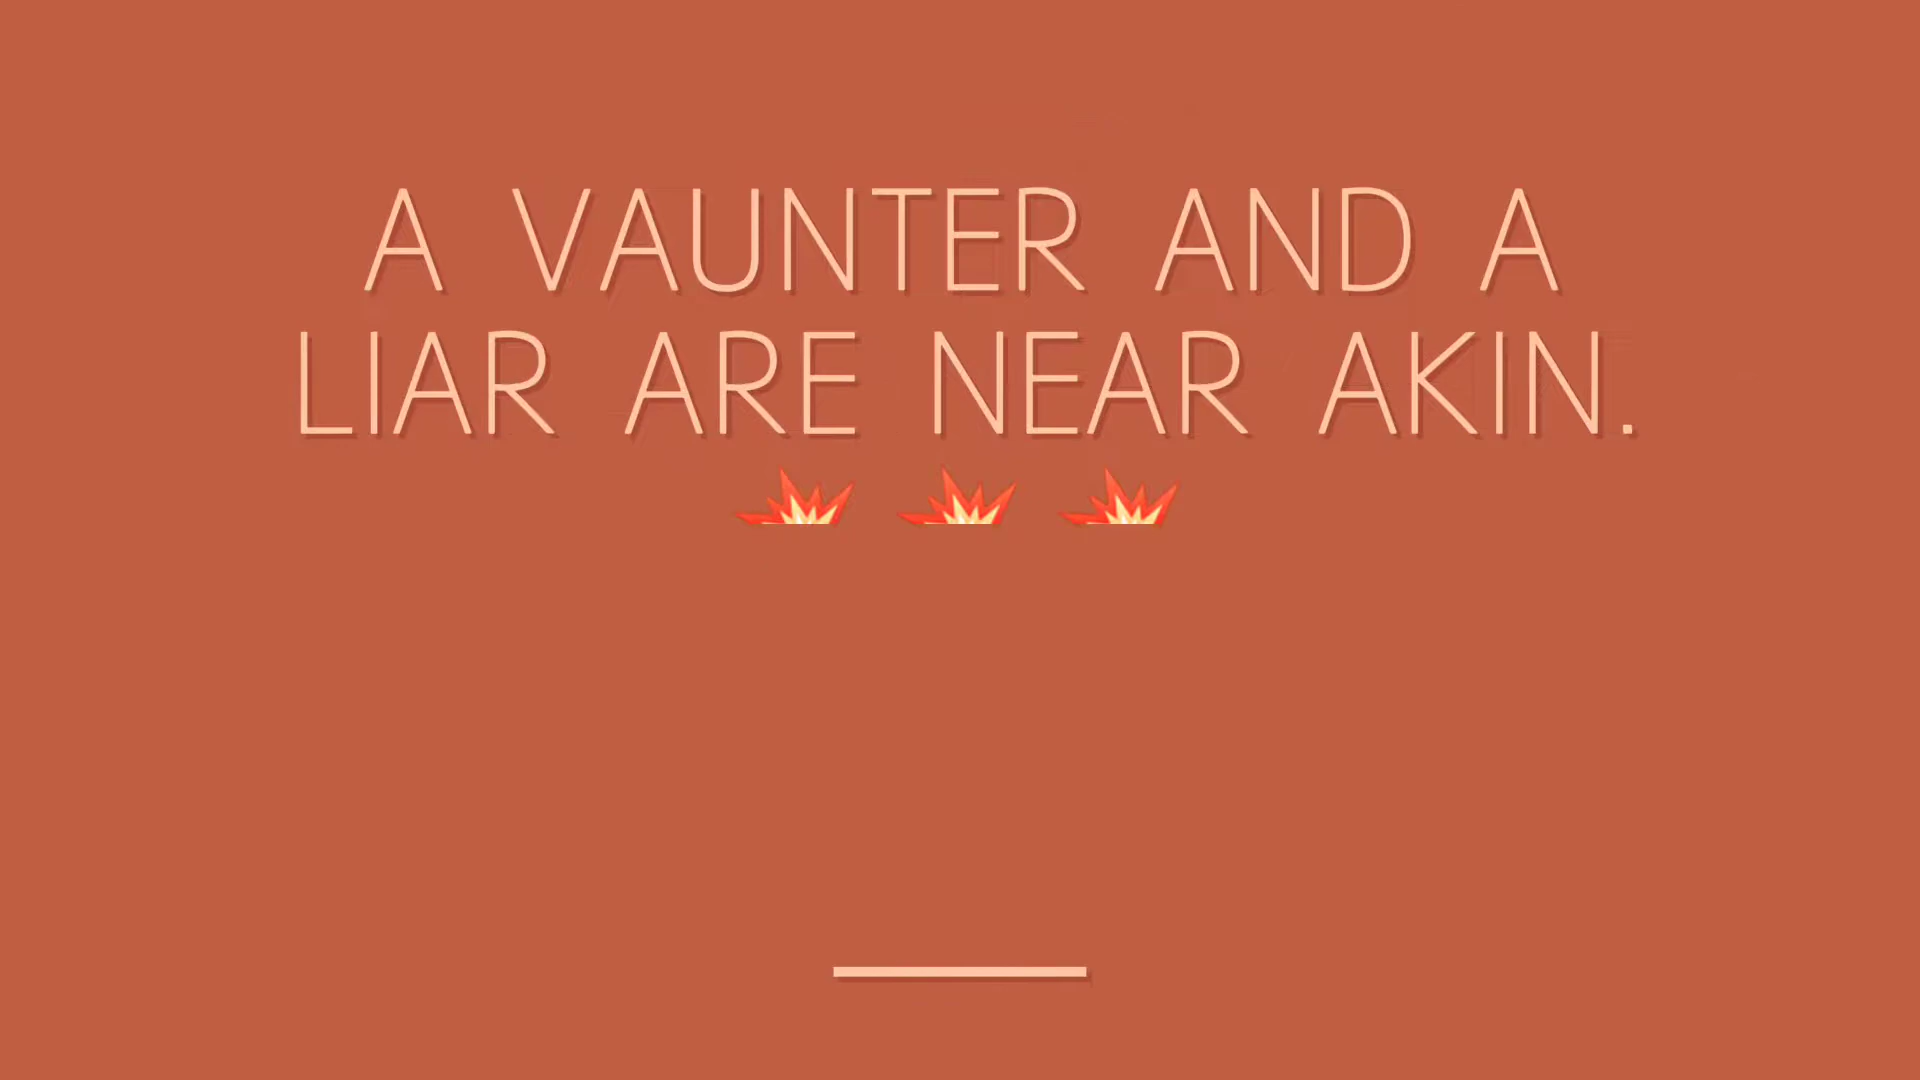 A VAUNTER AND A
LIAR ARE NEAR AKIN.
💥 💥 💥